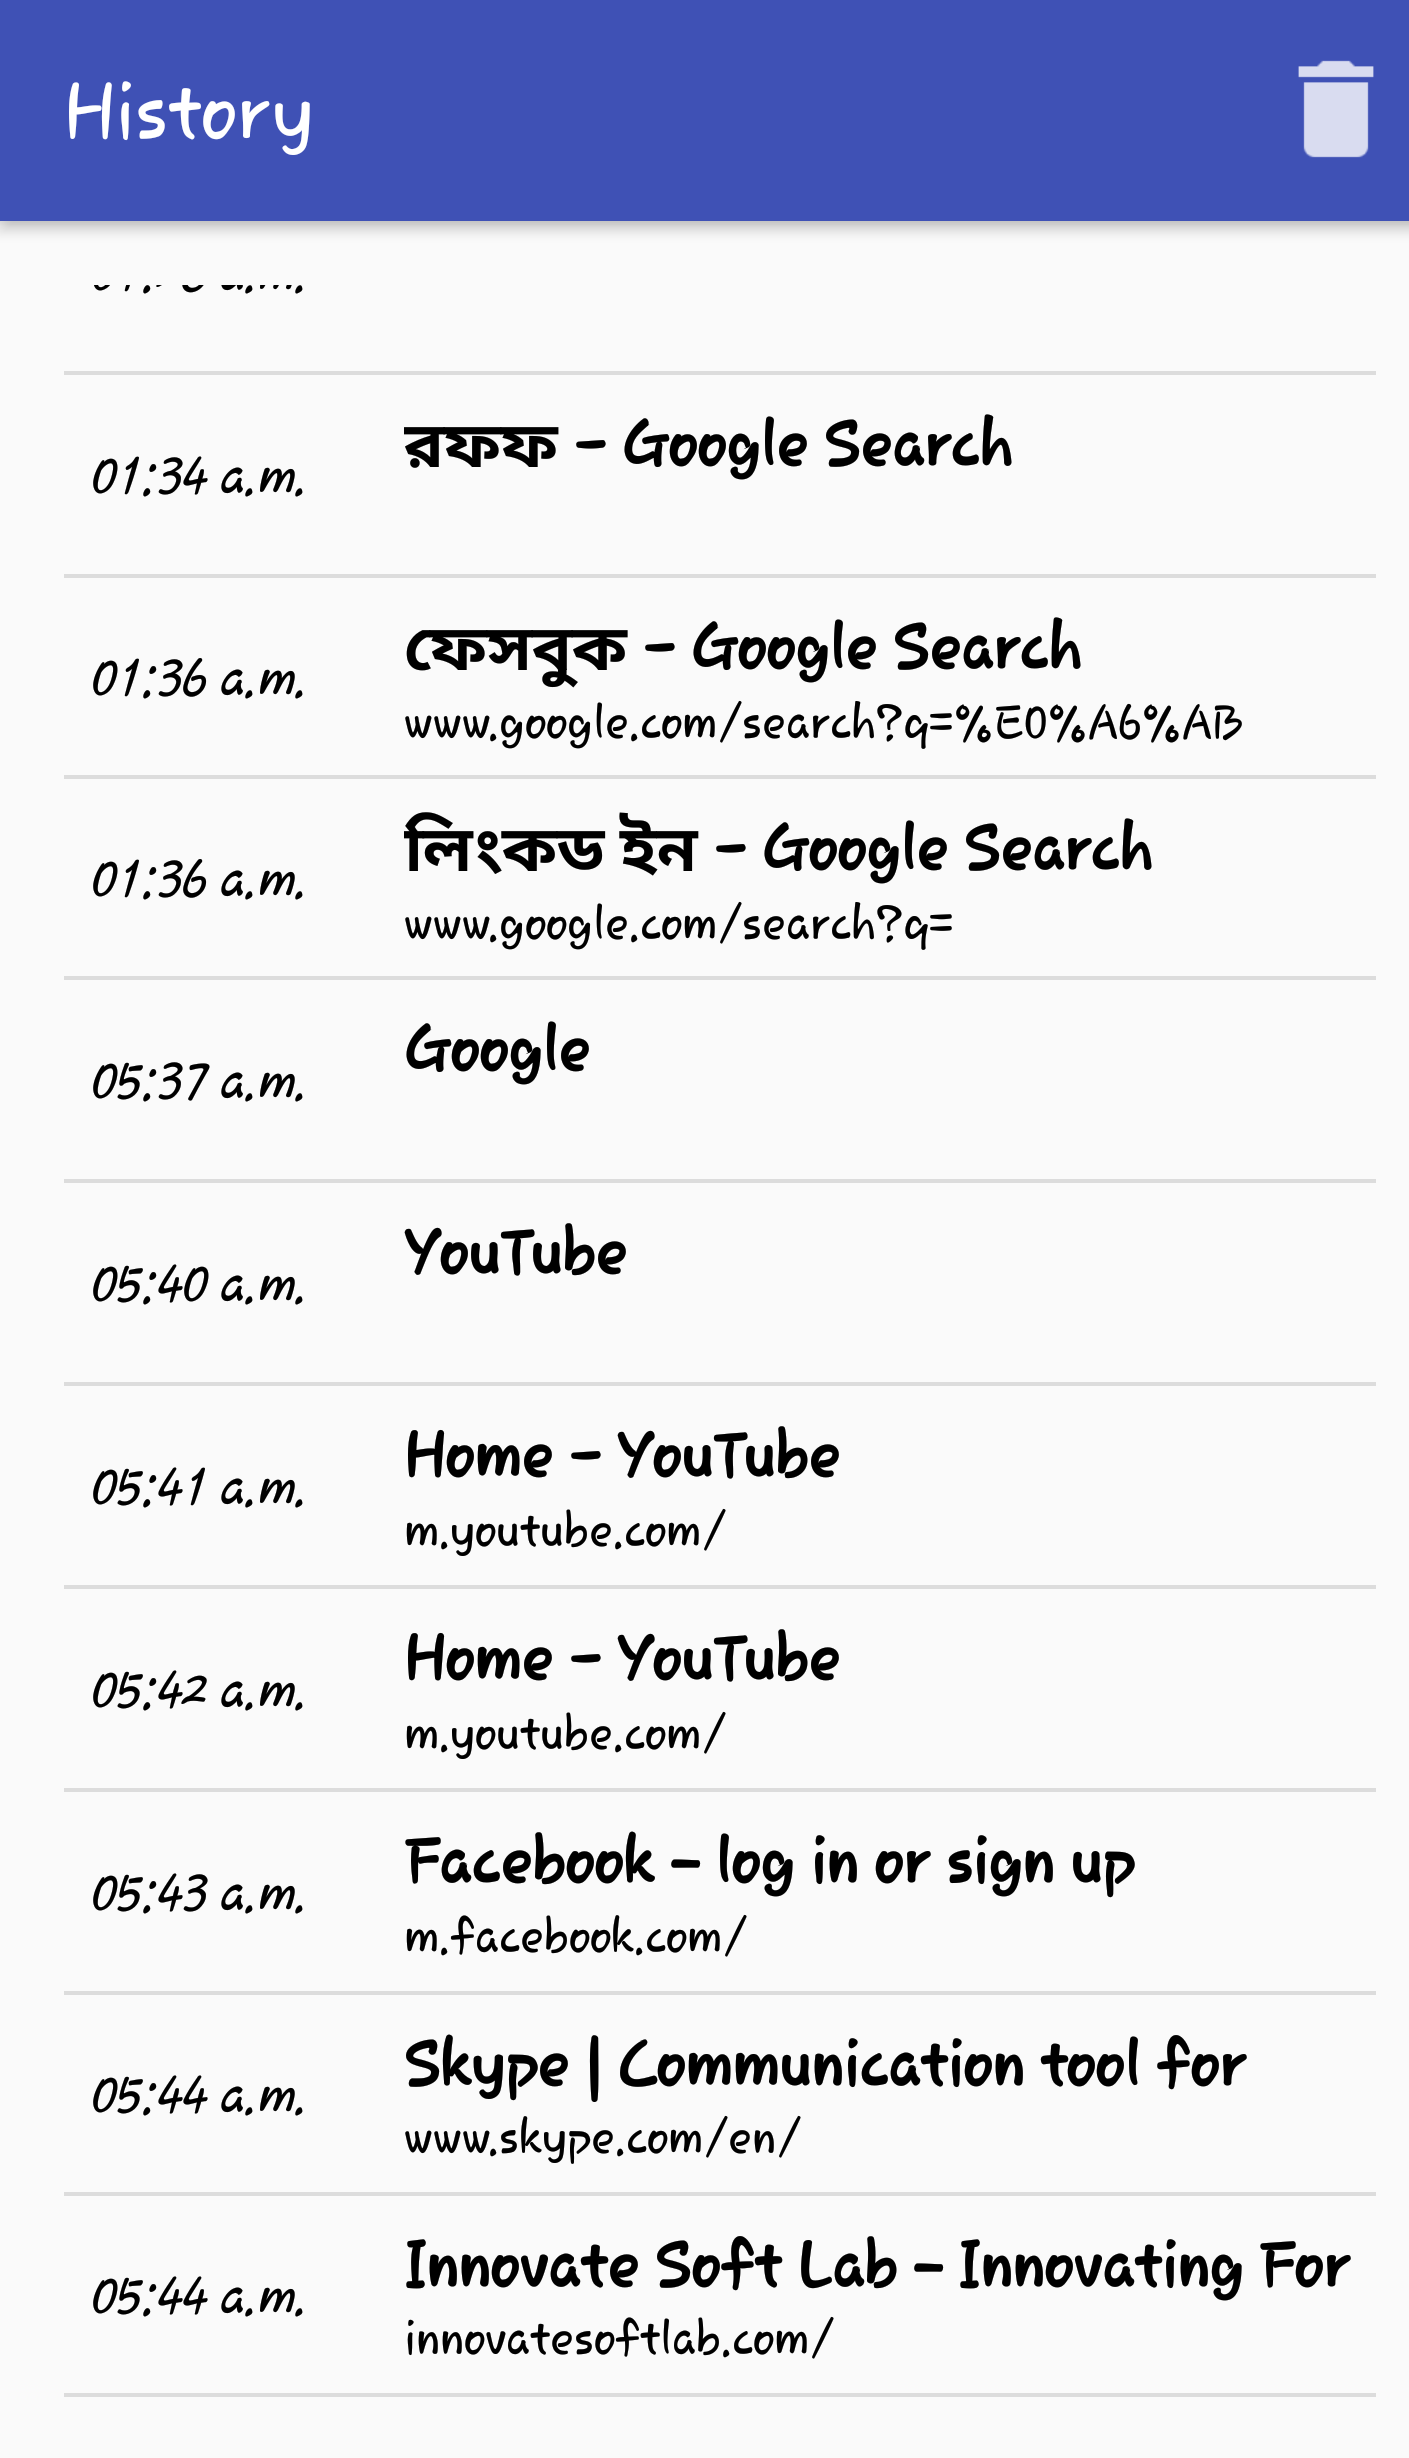 History
a.m.
01:34 a.m.
রফফ - Google Search
01:36 a.m.
ফেসবুক - Google Search
www.google.com/search?q=%E0%A6%AB
01:36 a.m.
লিংকড ইন - Google Search
www.google.com/search?q=
05:37 a.m.
Google
05:40 a.m.
YouTube
05:41 a.m.
Home - YouTube
m.youtube.com/
05:42 a.m.
Home - YouTube
m.youtube.com/
05:43 a.m.
Facebook - log in or sign up
m.facebook.com/
05:44 a.m.
Skype | Communication tool for
www.skype.com/en/
05:44 a.m.
Innovate Soft Lab - Innovating For
innovatesoftlab.com/